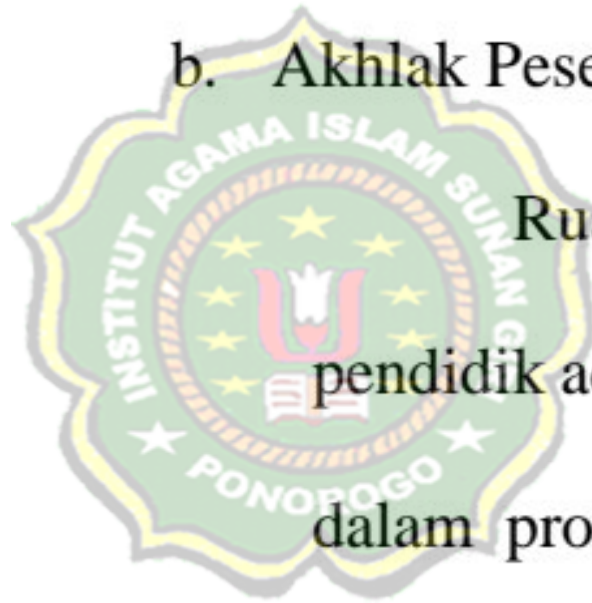 b. Akhlak Pese
INSTITUT AGAMA ISLAM SUNAN G
Ru
pendidik ad
dalam pro
PONOROGO